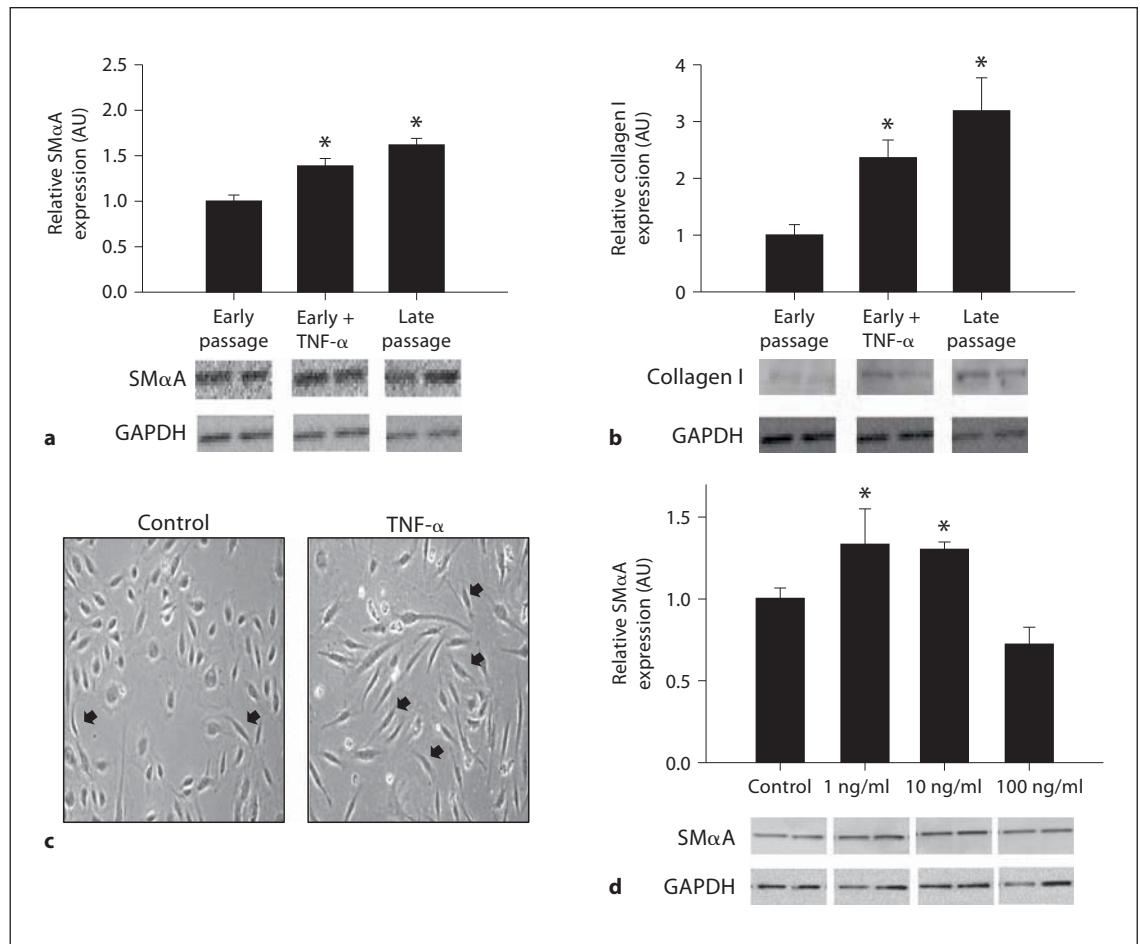 2.5
2.0
1.5
1.0
0.5
0.0
Relative SMαA
expression (AU)
*
*
Early
passage
Early +
TNF-α
Late
passage
SMαA
GAPDH
a
4
3
2
1
0
Relative collagen I
expression (AU)
*
*
Early
passage
Early +
TNF-α
Late
passage
Collagen I
GAPDH
b
Control
TNF-α
c
1.5
1.0
0.5
0.0
Relative SMαA
expression (AU)
*
*
Control 1 ng/ml 10 ng/ml 100 ng/ml
SMαA
GAPDH
d